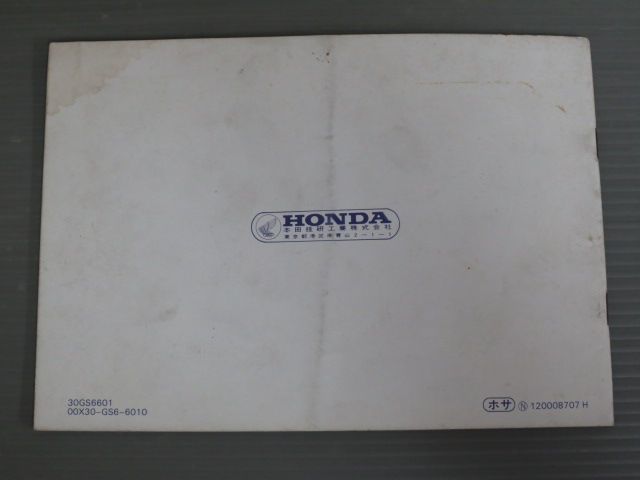 HONDA
本田技研工業株式会社
東京都港区南青山2-1-1
30GS6601
00X30-GS6-6010
ホサ Ⓝ 120008707 H